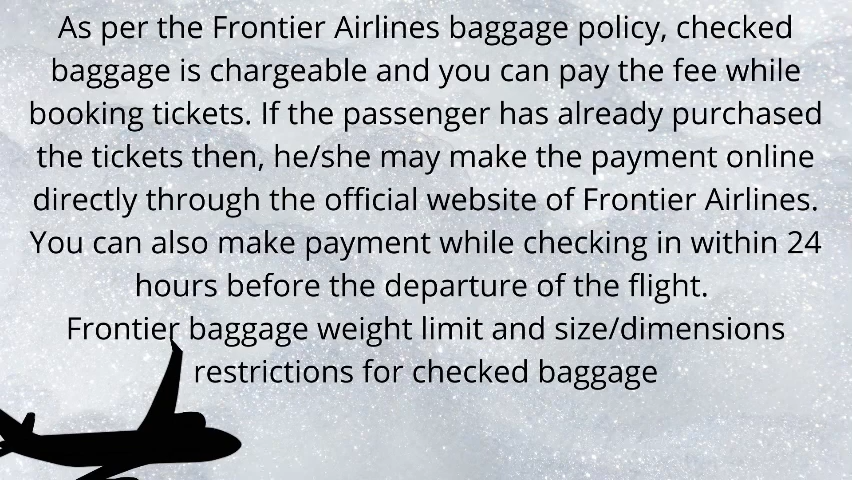 As per the Frontier Airlines baggage policy, checked
baggage is chargeable and you can pay the fee while
booking tickets. If the passenger has already purchased
the tickets then, he/she may make the payment online
directly through the official website of Frontier Airlines.
You can also make payment while checking in within 24
hours before the departure of the flight.
Frontier baggage weight limit and size/dimensions
restrictions for checked baggage